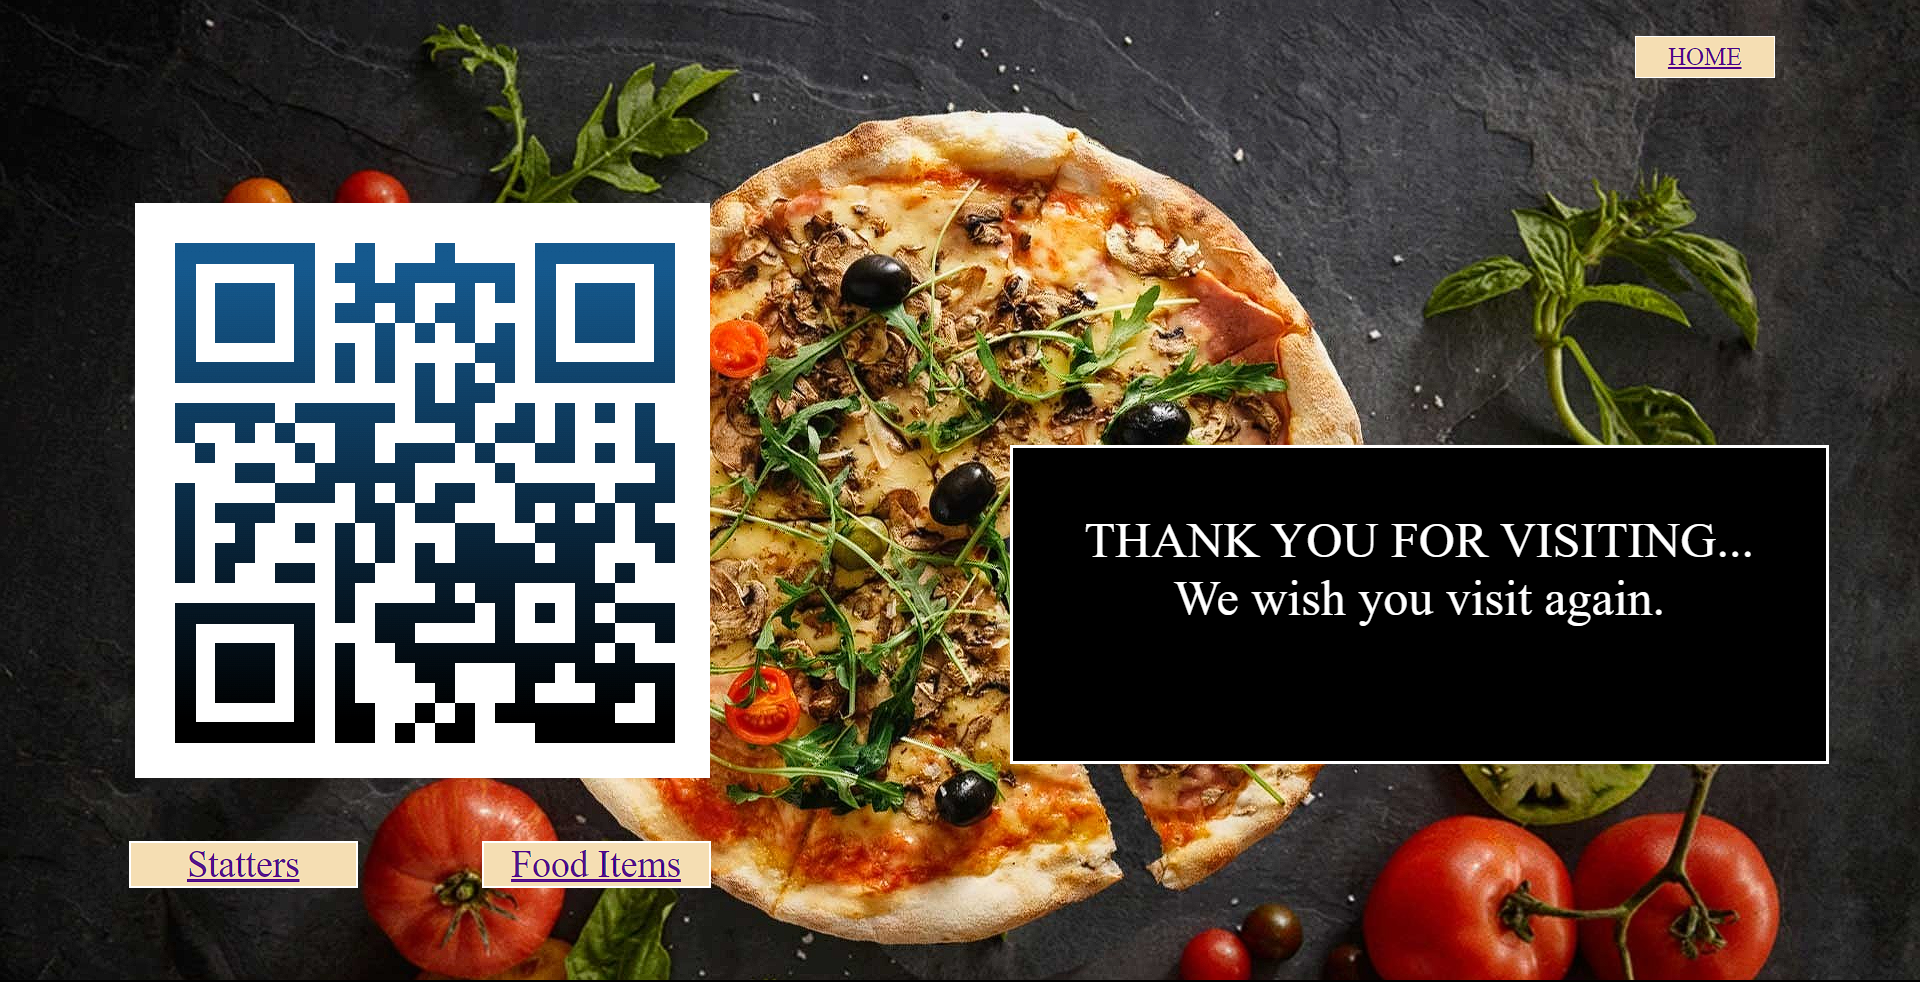 HOME
THANK YOU FOR VISITING...
We wish you visit again.
Statters
Food Items